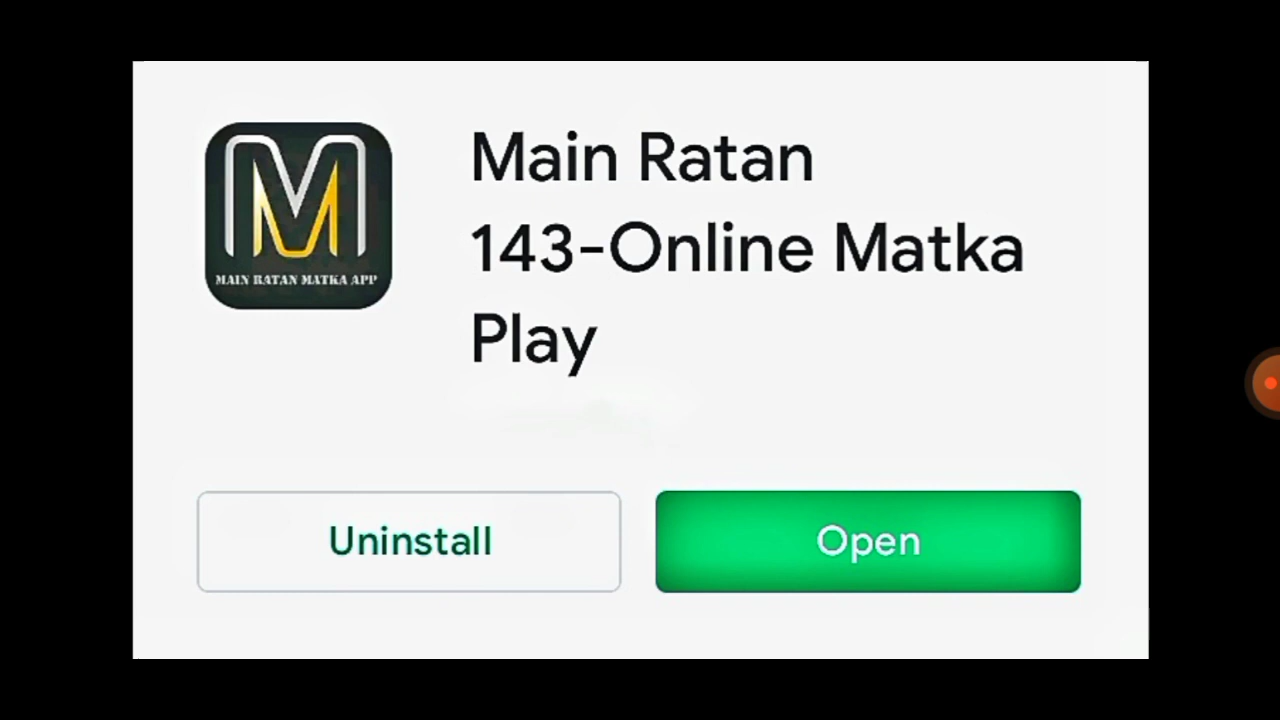 Main Ratan
143-Online Matka
Play
MAIN RATAN MATKA APP
Uninstall
Open